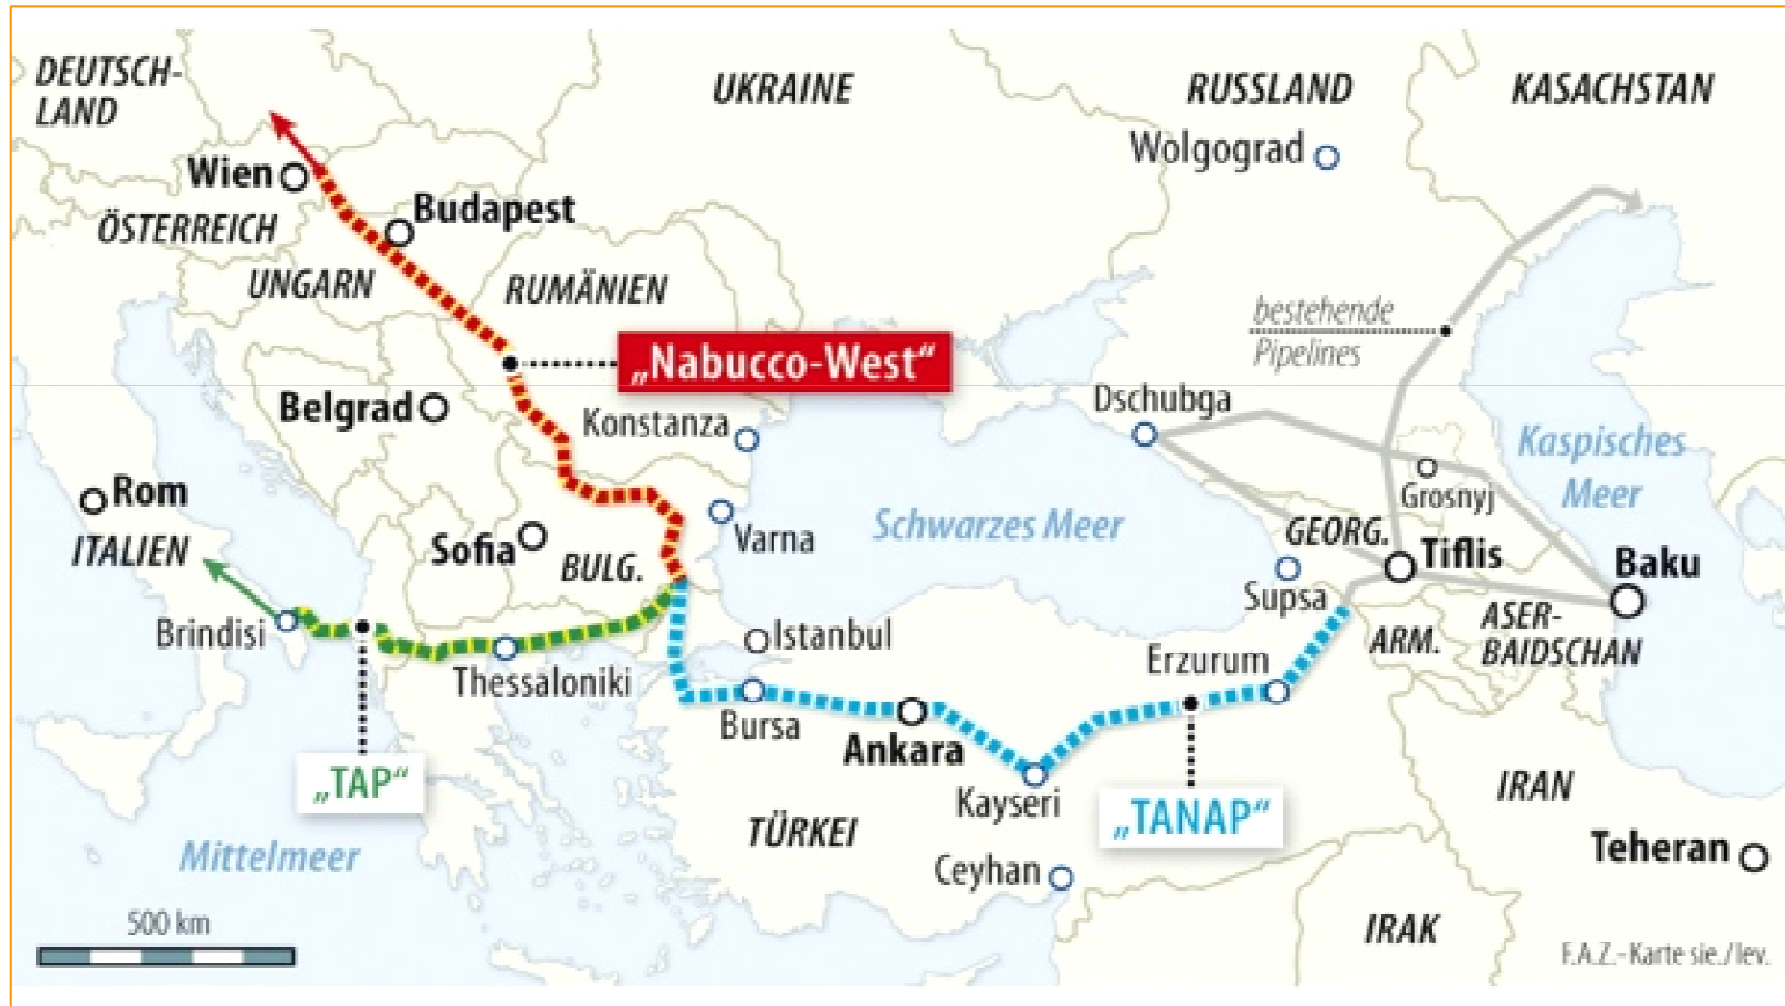 DEUTSCH-
LAND
UKRAINE
RUSSLAND
KASACHSTAN
Wolgograd
Wien
Budapest
ÖSTERREICH
UNGARN
RUMÄNIEN
bestehende
Pipelines
„Nabucco-West“
Belgrad
Konstanza
Dschubga
Kaspisches
Meer
Grosnyj
Rom
ITALIEN
Sofia
BULG.
Varna
Schwarzes Meer
GEORG.
Tiflis
Baku
Supsa
Brindisi
Istanbul
Thessaloniki
Bursa
Ankara
Erzurum
ARM.
ASER-
BAIDSCHAN
„TAP“
Kayseri
„TANAP“
IRAN
TÜRKEI
Teheran
Mittelmeer
Ceyhan
500 km
IRAK
F.A.Z.-Karte sie./lev.